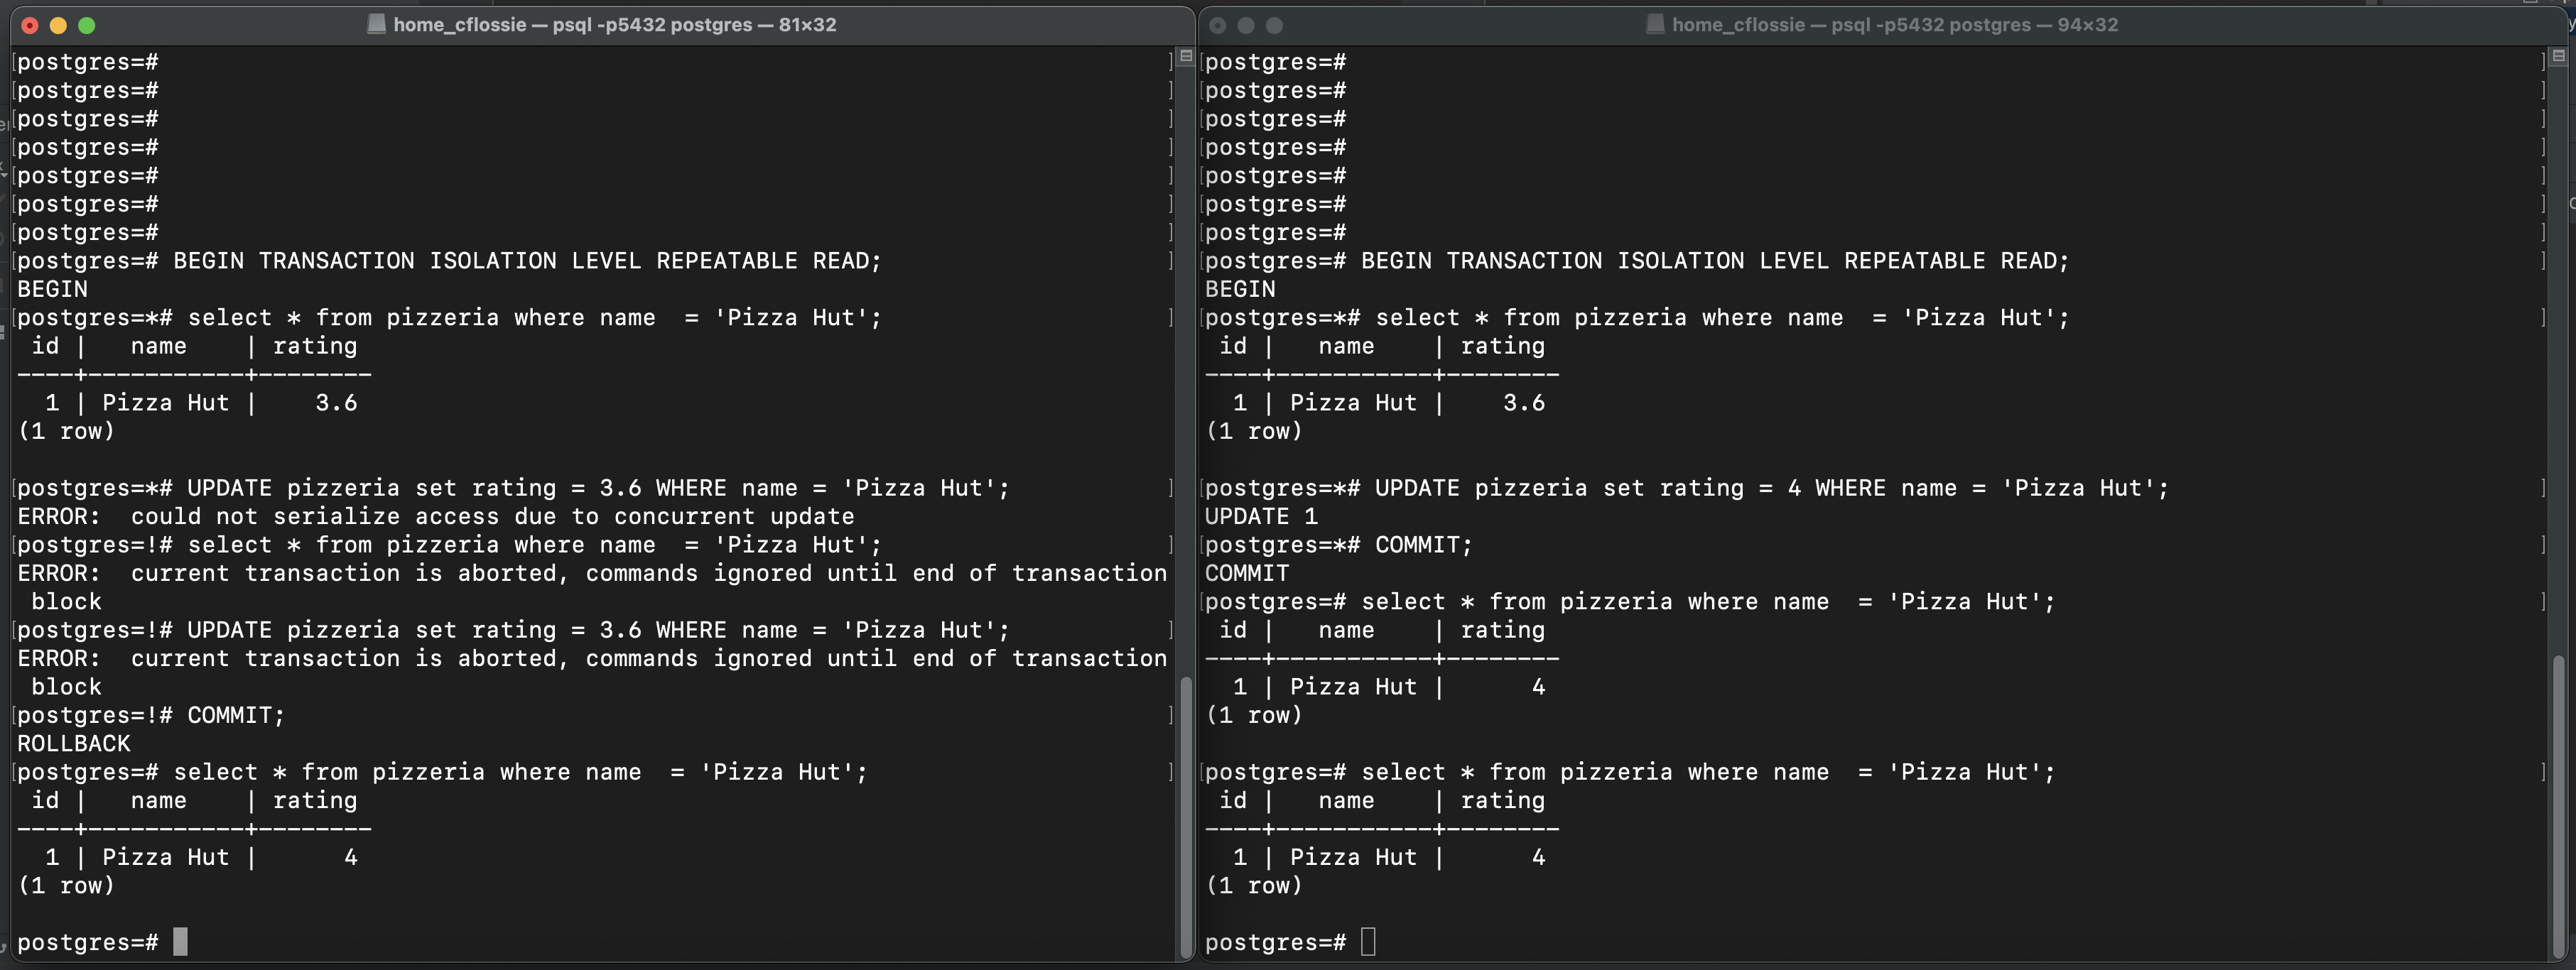 home_cflossie — psql -p5432 postgres — 81×32
[postgres=# ]
[postgres=# ]
[postgres=# ]
[postgres=# ]
[postgres=# ]
[postgres=# ]
[postgres=# ]
[postgres=# BEGIN TRANSACTION ISOLATION LEVEL REPEATABLE READ; ]
BEGIN
[postgres=*# select * from pizzeria where name  = 'Pizza Hut'; ]
 id |   name    | rating
----+-----------+--------
  1 | Pizza Hut |    3.6
(1 row)
[postgres=*# UPDATE pizzeria set rating = 3.6 WHERE name = 'Pizza Hut'; ]
ERROR:  could not serialize access due to concurrent update
[postgres=!# select * from pizzeria where name  = 'Pizza Hut'; ]
ERROR:  current transaction is aborted, commands ignored until end of transaction
 block
[postgres=!# UPDATE pizzeria set rating = 3.6 WHERE name = 'Pizza Hut'; ]
ERROR:  current transaction is aborted, commands ignored until end of transaction
 block
[postgres=!# COMMIT; ]
ROLLBACK
[postgres=# select * from pizzeria where name  = 'Pizza Hut'; ]
 id |   name    | rating
----+-----------+--------
  1 | Pizza Hut |      4
(1 row)
postgres=#
home_cflossie — psql -p5432 postgres — 94×32
[postgres=# ]
[postgres=# ]
[postgres=# ]
[postgres=# ]
[postgres=# ]
[postgres=# ]
[postgres=# ]
[postgres=# BEGIN TRANSACTION ISOLATION LEVEL REPEATABLE READ; ]
BEGIN
[postgres=*# select * from pizzeria where name  = 'Pizza Hut'; ]
 id |   name    | rating
----+-----------+--------
  1 | Pizza Hut |    3.6
(1 row)
[postgres=*# UPDATE pizzeria set rating = 4 WHERE name = 'Pizza Hut'; ]
UPDATE 1
[postgres=*# COMMIT; ]
COMMIT
[postgres=# select * from pizzeria where name  = 'Pizza Hut'; ]
 id |   name    | rating
----+-----------+--------
  1 | Pizza Hut |      4
(1 row)
[postgres=# select * from pizzeria where name  = 'Pizza Hut'; ]
 id |   name    | rating
----+-----------+--------
  1 | Pizza Hut |      4
(1 row)
postgres=#